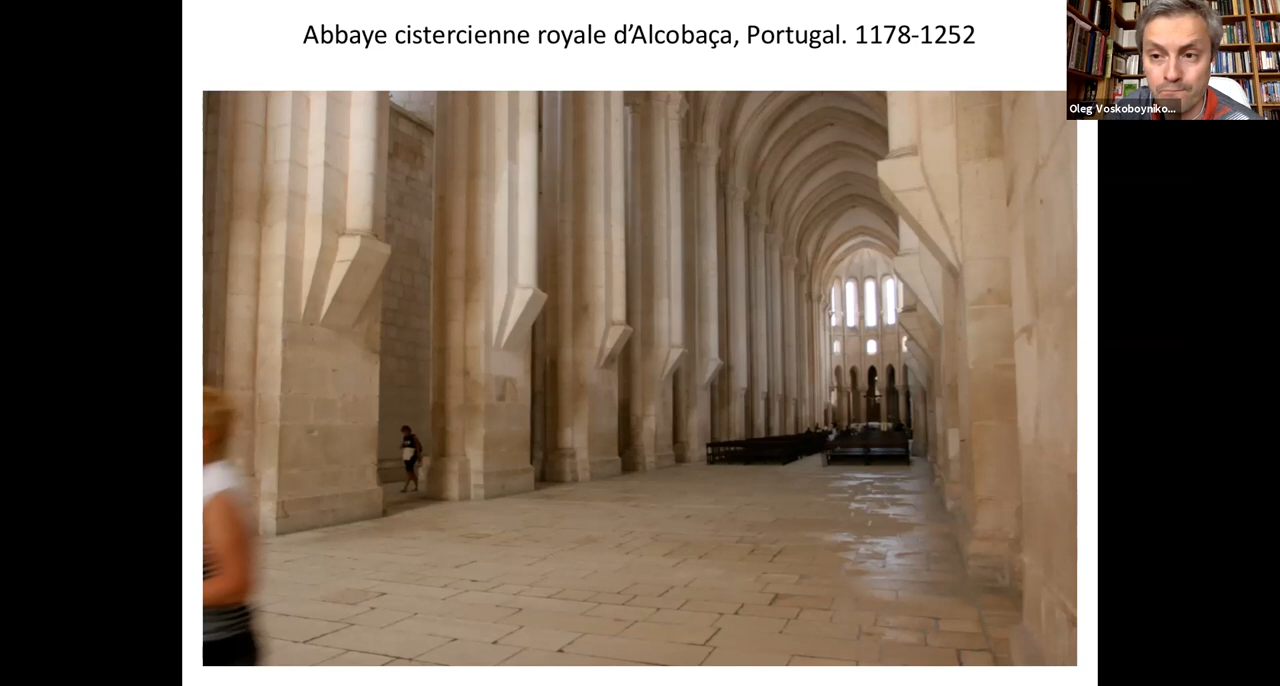 Abbaye cistercienne royale d’Alcobaça, Portugal. 1178-1252
Oleg Voskoboyniko...